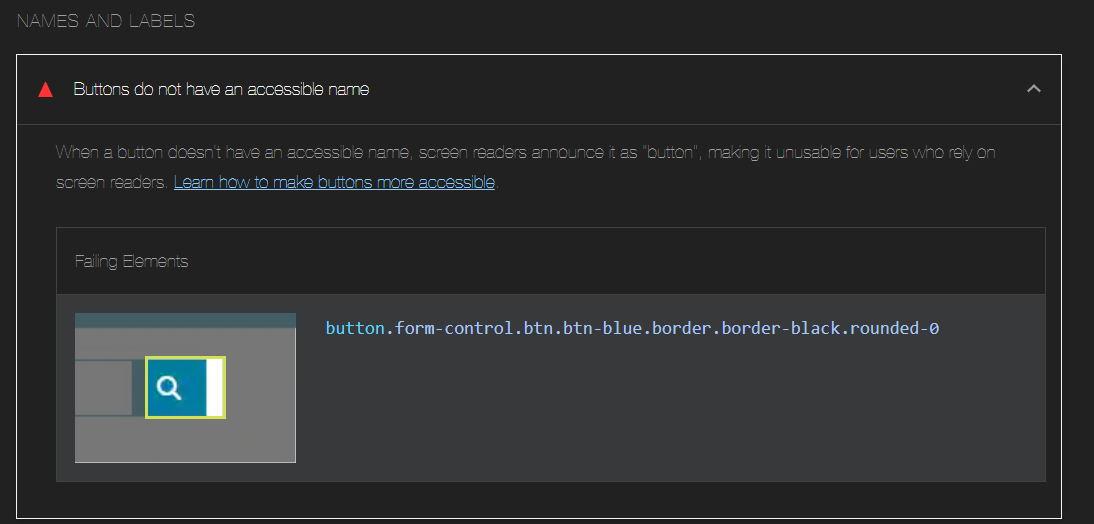 NAMES AND LABELS
Buttons do not have an accessible name
When a button doesn't have an accessible name, screen readers announce it as "button", making it unusable for users who rely on
screen readers. Learn how to make buttons more accessible.
Failing Elements
button.form-control.btn.btn-blue.border.border-black.rounded-0